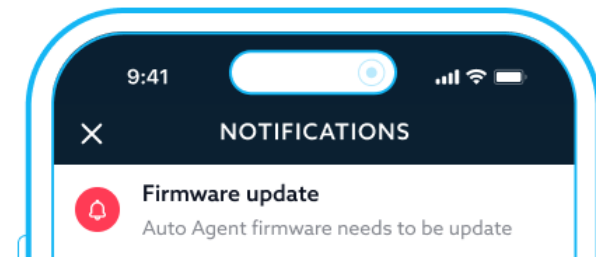 9:41
NOTIFICATIONS
Firmware update
Auto Agent firmware needs to be update